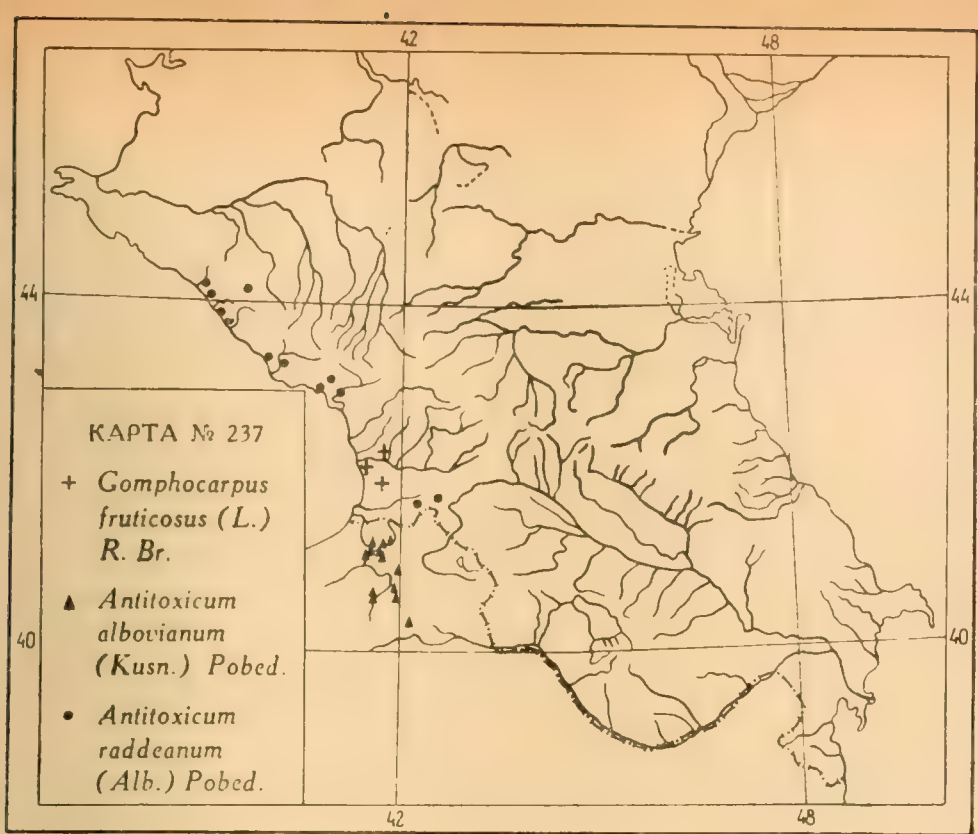 42 48
44 44
КАРТА № 237
+ Gomphocarpus
fruticosus (L.)
R. Br.
▲ Antitoxicum
albovianum
(Kusn.) Pobed.
• Antitoxicum
raddeanum
(Alb.) Pobed.
40 40
42 48